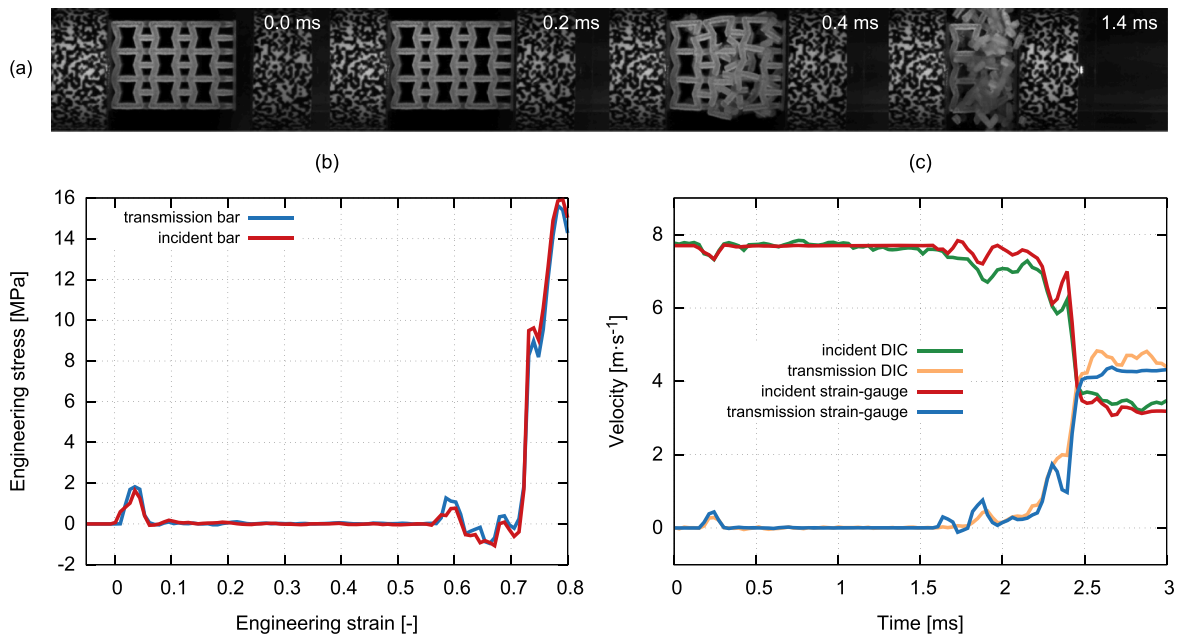 (a)
0.0 ms
0.2 ms
0.4 ms
1.4 ms
(b)
transmission bar
incident bar
Engineering stress [MPa]
16
14
12
10
8
6
4
2
0
-2
0
0.1
0.2
0.3
0.4
0.5
0.6
0.7
0.8
Engineering strain [-]
(c)
incident DIC
transmission DIC
incident strain-gauge
transmission strain-gauge
Velocity [m·s⁻¹]
8
6
4
2
0
0
0.5
1
1.5
2
2.5
3
Time [ms]